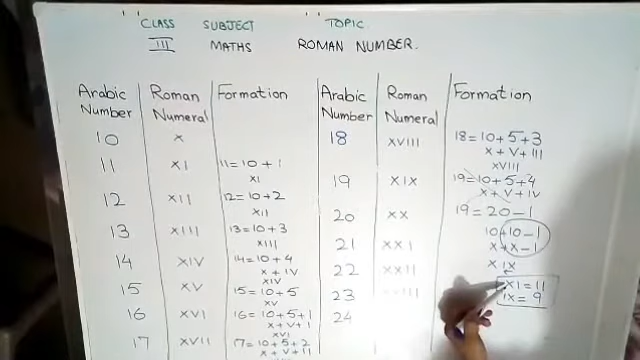 CLASS SUBJECT TOPIC
III MATHS ROMAN NUMBER.
Arabic Number Roman Numeral Formation Arabic Number Roman Numeral Formation
10 X
11 XI 11=10+1
XI
12 XII 12=10+2
XII
13 XIII 13=10+3
XIII
14 XIV 14=10+4
X+IV
XIV
15 XV 15=10+5
XV
16 XVI 16=10+5+1
X+V+I
XVI
17 XVII 17=10+5+2
X+V+II
18 XVIII 18=10+5+3
X+V+III
XVIII
19 XIX 19=10+5+4
X+V+IV
19=20-1
10+10-1
X+X-1
XIX
20 XX
21 XXI
22 XXII
23
24
XI=11
IX=9